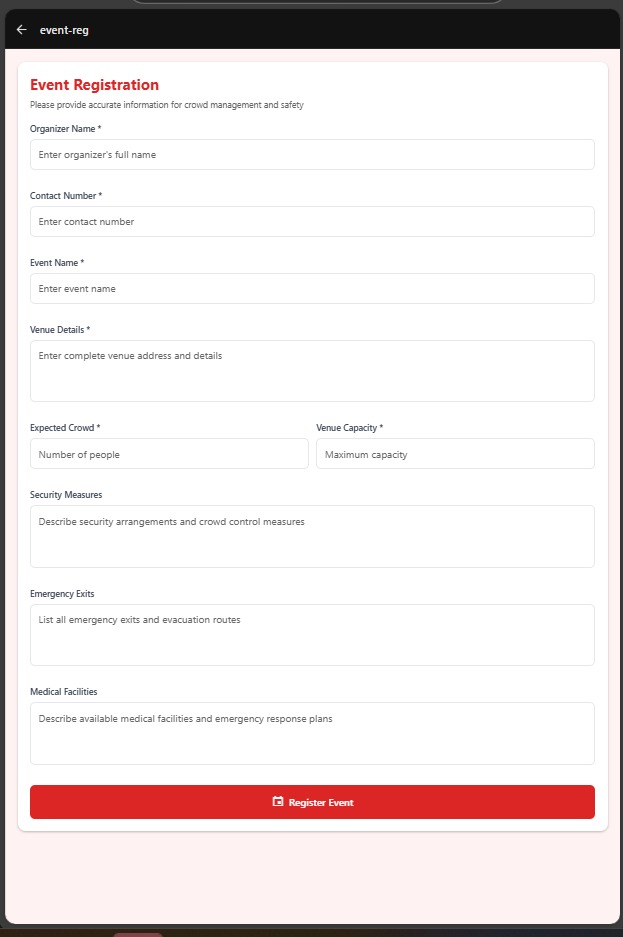 event-reg
Event Registration
Please provide accurate information for crowd management and safety
Organizer Name *
Enter organizer's full name
Contact Number *
Enter contact number
Event Name *
Enter event name
Venue Details *
Enter complete venue address and details
Expected Crowd *
Venue Capacity *
Number of people
Maximum capacity
Security Measures
Describe security arrangements and crowd control measures
Emergency Exits
List all emergency exits and evacuation routes
Medical Facilities
Describe available medical facilities and emergency response plans
Register Event